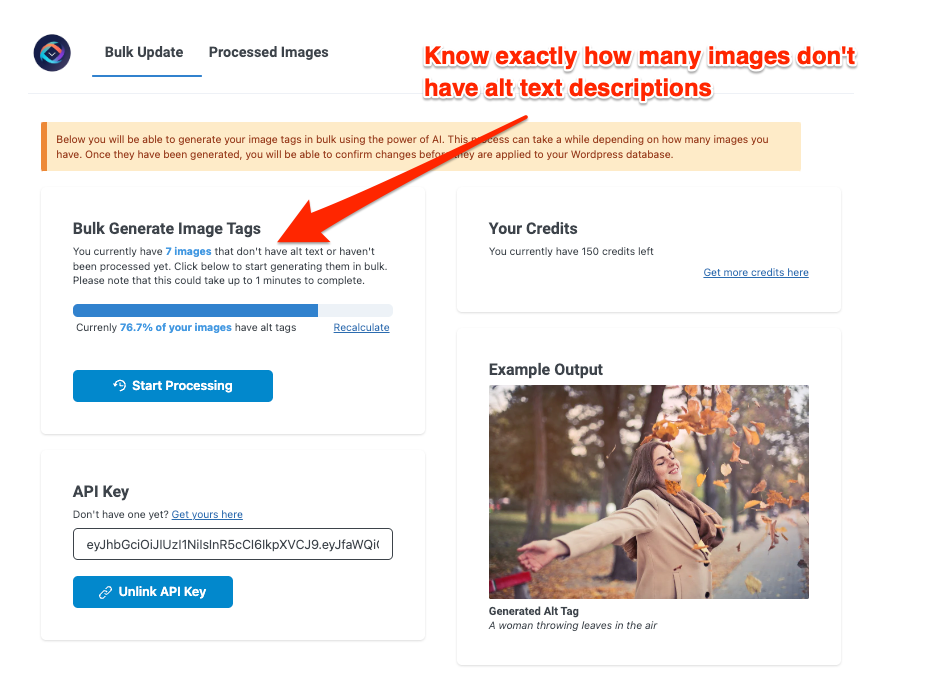 Bulk Update
Processed Images
Know exactly how many images don't
have alt text descriptions
Below you will be able to generate your image tags in bulk using the power of AI. This process can take a while depending on how many images you
have. Once they have been generated, you will be able to confirm changes before they are applied to your Wordpress database.
Bulk Generate Image Tags
You currently have 7 images that don't have alt text or haven't
been processed yet. Click below to start generating them in bulk.
Please note that this could take up to 1 minutes to complete.
Currenly 76.7% of your images have alt tags
Recalculate
Start Processing
API Key
Don't have one yet? Get yours here
Unlink API Key
Your Credits
You currently have 150 credits left
Get more credits here
Example Output
Generated Alt Tag
A woman throwing leaves in the air